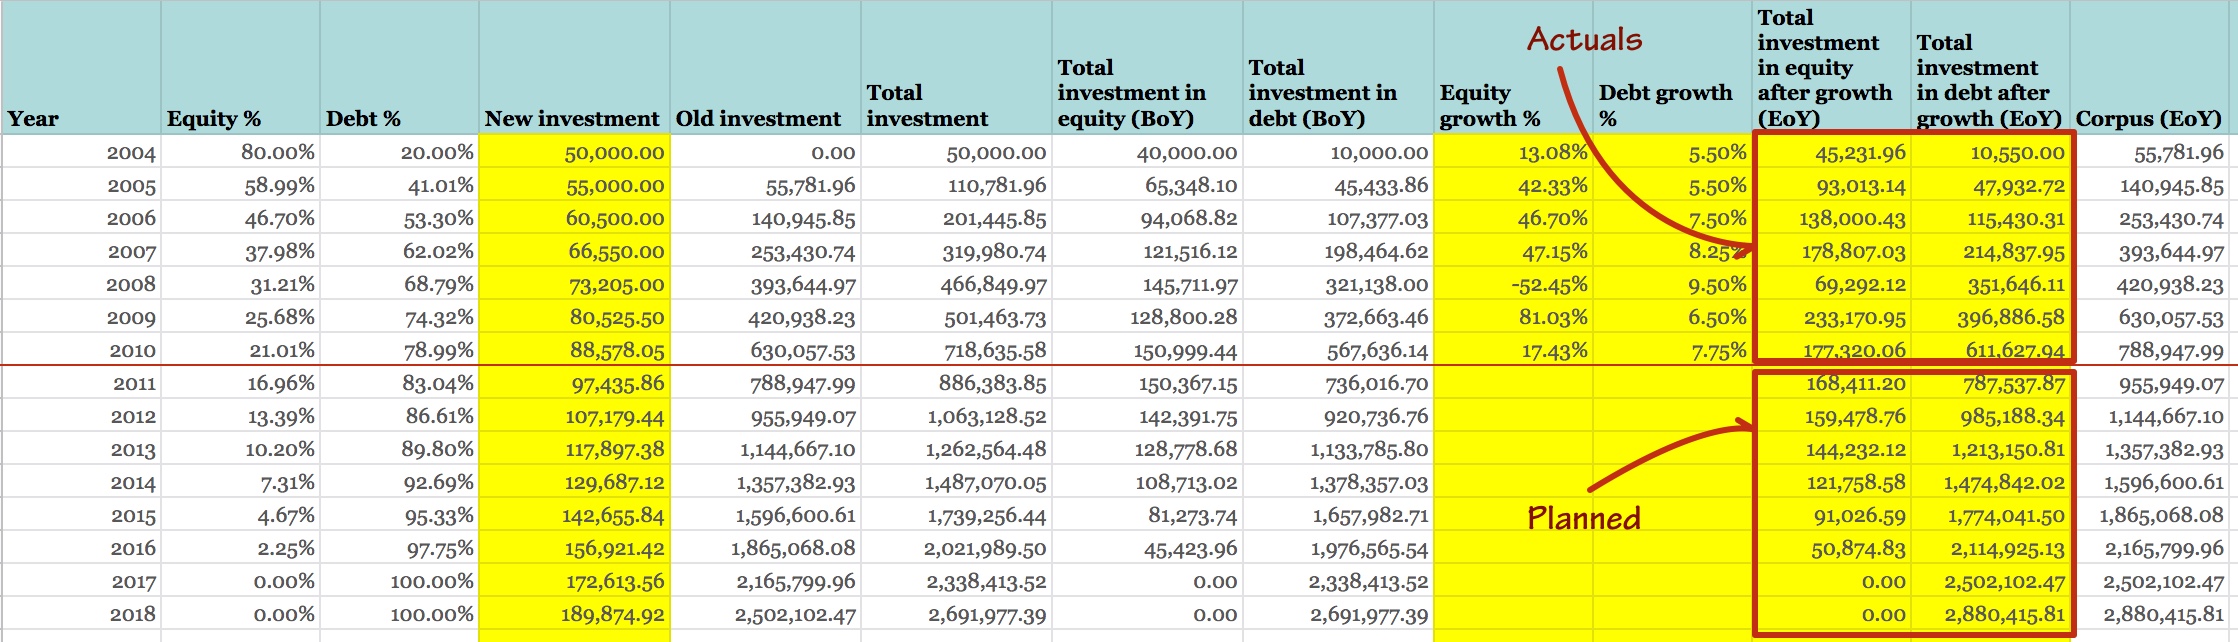 Year Equity % Debt % New investment Old investment Total investment Total investment in equity (BoY) Total investment in debt (BoY) Equity growth % Debt growth % Total investment in equity after growth (EoY) Total investment in debt after growth (EoY) Corpus (EoY)
Actuals
2004 80.00% 20.00% 50,000.00 0.00 50,000.00 40,000.00 10,000.00 13.08% 5.50% 45,231.96 10,550.00 55,781.96
2005 58.99% 41.01% 55,000.00 55,781.96 110,781.96 65,348.10 45,433.86 42.33% 5.50% 93,013.14 47,932.72 140,945.85
2006 46.70% 53.30% 60,500.00 140,945.85 201,445.85 94,068.82 107,377.03 46.70% 7.50% 138,000.43 115,430.31 253,430.74
2007 37.98% 62.02% 66,550.00 253,430.74 319,980.74 121,516.12 198,464.62 47.15% 8.25% 178,807.03 214,837.95 393,644.97
2008 31.21% 68.79% 73,205.00 393,644.97 466,849.97 145,711.97 321,138.00 -52.45% 9.50% 69,292.12 351,646.11 420,938.23
2009 25.68% 74.32% 80,525.50 420,938.23 501,463.73 128,800.28 372,663.46 81.03% 6.50% 233,170.95 396,886.58 630,057.53
2010 21.01% 78.99% 88,578.05 630,057.53 718,635.58 150,999.44 567,636.14 17.43% 7.75% 177,320.06 611,627.94 788,947.99
2011 16.96% 83.04% 97,435.86 788,947.99 886,383.85 150,367.15 736,016.70 168,411.20 787,537.87 955,949.07
2012 13.39% 86.61% 107,179.44 955,949.07 1,063,128.52 142,391.75 920,736.76 159,478.76 985,188.34 1,144,667.10
2013 10.20% 89.80% 117,897.38 1,144,667.10 1,262,564.48 128,778.68 1,133,785.80 144,232.12 1,213,150.81 1,357,382.93
2014 7.31% 92.69% 129,687.12 1,357,382.93 1,487,070.05 108,713.02 1,378,357.03 121,758.58 1,474,842.02 1,596,600.61
2015 4.67% 95.33% 142,655.84 1,596,600.61 1,739,256.44 81,273.74 1,657,982.71 91,026.59 1,774,041.50 1,865,068.08
Planned
2016 2.25% 97.75% 156,921.42 1,865,068.08 2,021,989.50 45,423.96 1,976,565.54 50,874.83 2,114,925.13 2,165,799.96
2017 0.00% 100.00% 172,613.56 2,165,799.96 2,338,413.52 0.00 2,338,413.52 0.00 2,502,102.47 2,502,102.47
2018 0.00% 100.00% 189,874.92 2,502,102.47 2,691,977.39 0.00 2,691,977.39 0.00 2,880,415.81 2,880,415.81